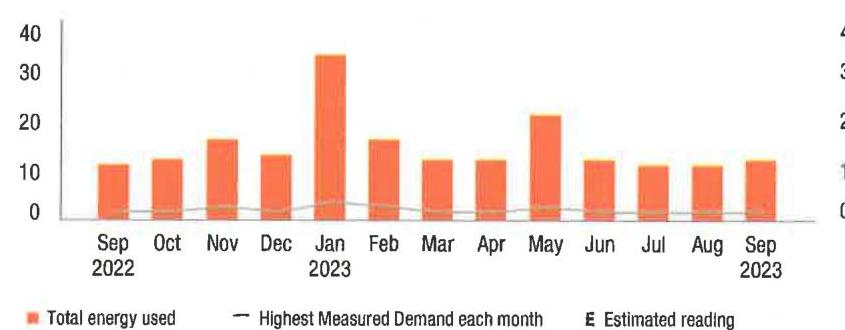 40
30
20
10
0
Sep Oct Nov Dec Jan Feb Mar Apr May Jun Jul Aug Sep
2022 2023 2023
Total energy used Highest Measured Demand each month E Estimated reading